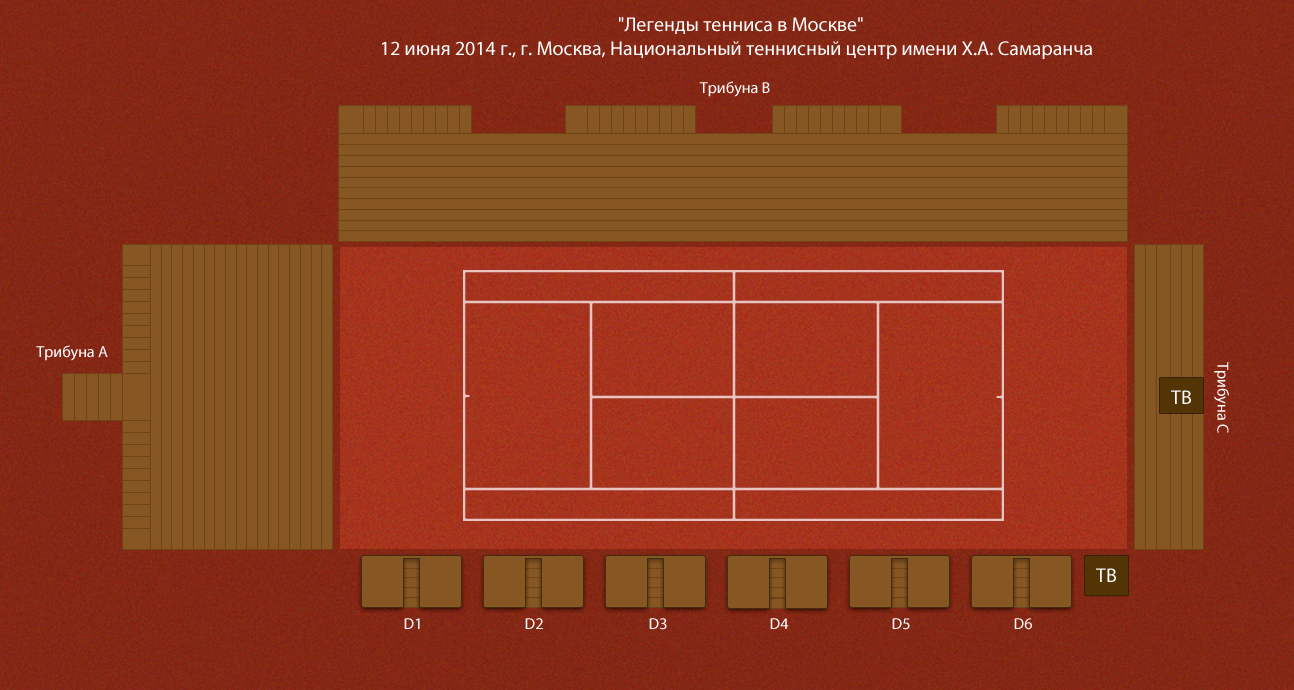 "Легенды тенниса в Москве"
12 июня 2014 г., г. Москва, Национальный теннисный центр имени Х.А. Самаранча
Трибуна B
Трибуна A
ТВ
Трибуна C
ТВ
D1
D2
D3
D4
D5
D6